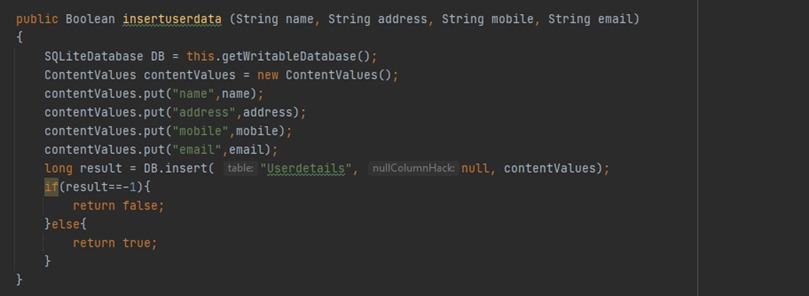 public Boolean insertuserdata (String name, String address, String mobile, String email)
{
SQLiteDatabase DB = this.getWritableDatabase();
ContentValues contentValues = new ContentValues();
contentValues.put("name",name);
contentValues.put("address",address);
contentValues.put("mobile",mobile);
contentValues.put("email",email);
long result = DB.insert( table: "Userdetails", nullColumnHack: null, contentValues);
if(result==-1){
return false;
}else{
return true;
}
}